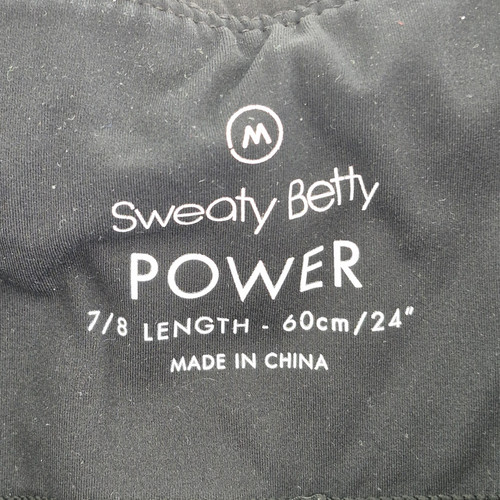 M
Sweaty Betty
POWER
7/8 LENGTH - 60cm/24"
MADE IN CHINA